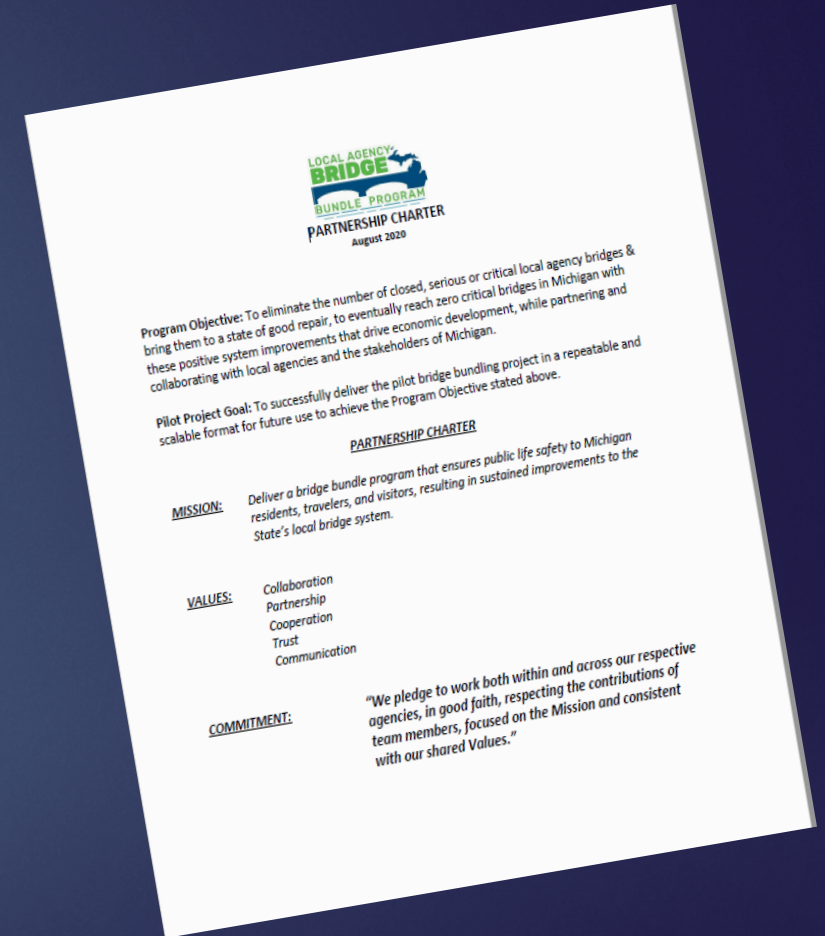 LOCAL AGENCY
BRIDGE
BUNDLE PROGRAM
PARTNERSHIP CHARTER
August 2020
Program Objective: To eliminate the number of closed, serious or critical local agency bridges &
bring them to a state of good repair, to eventually reach zero critical bridges in Michigan with
these positive system improvements that drive economic development, while partnering and
collaborating with local agencies and the stakeholders of Michigan.
Pilot Project Goal: To successfully deliver the pilot bridge bundling project in a repeatable and
scalable format for future use to achieve the Program Objective stated above.
PARTNERSHIP CHARTER
MISSION: Deliver a bridge bundle program that ensures public life safety to Michigan
residents, travelers, and visitors, resulting in sustained improvements to the
State's local bridge system.
VALUES: Collaboration
Partnership
Cooperation
Trust
Communication
COMMITMENT: "We pledge to work both within and across our respective
agencies, in good faith, respecting the contributions of
team members, focused on the Mission and consistent
with our shared Values."